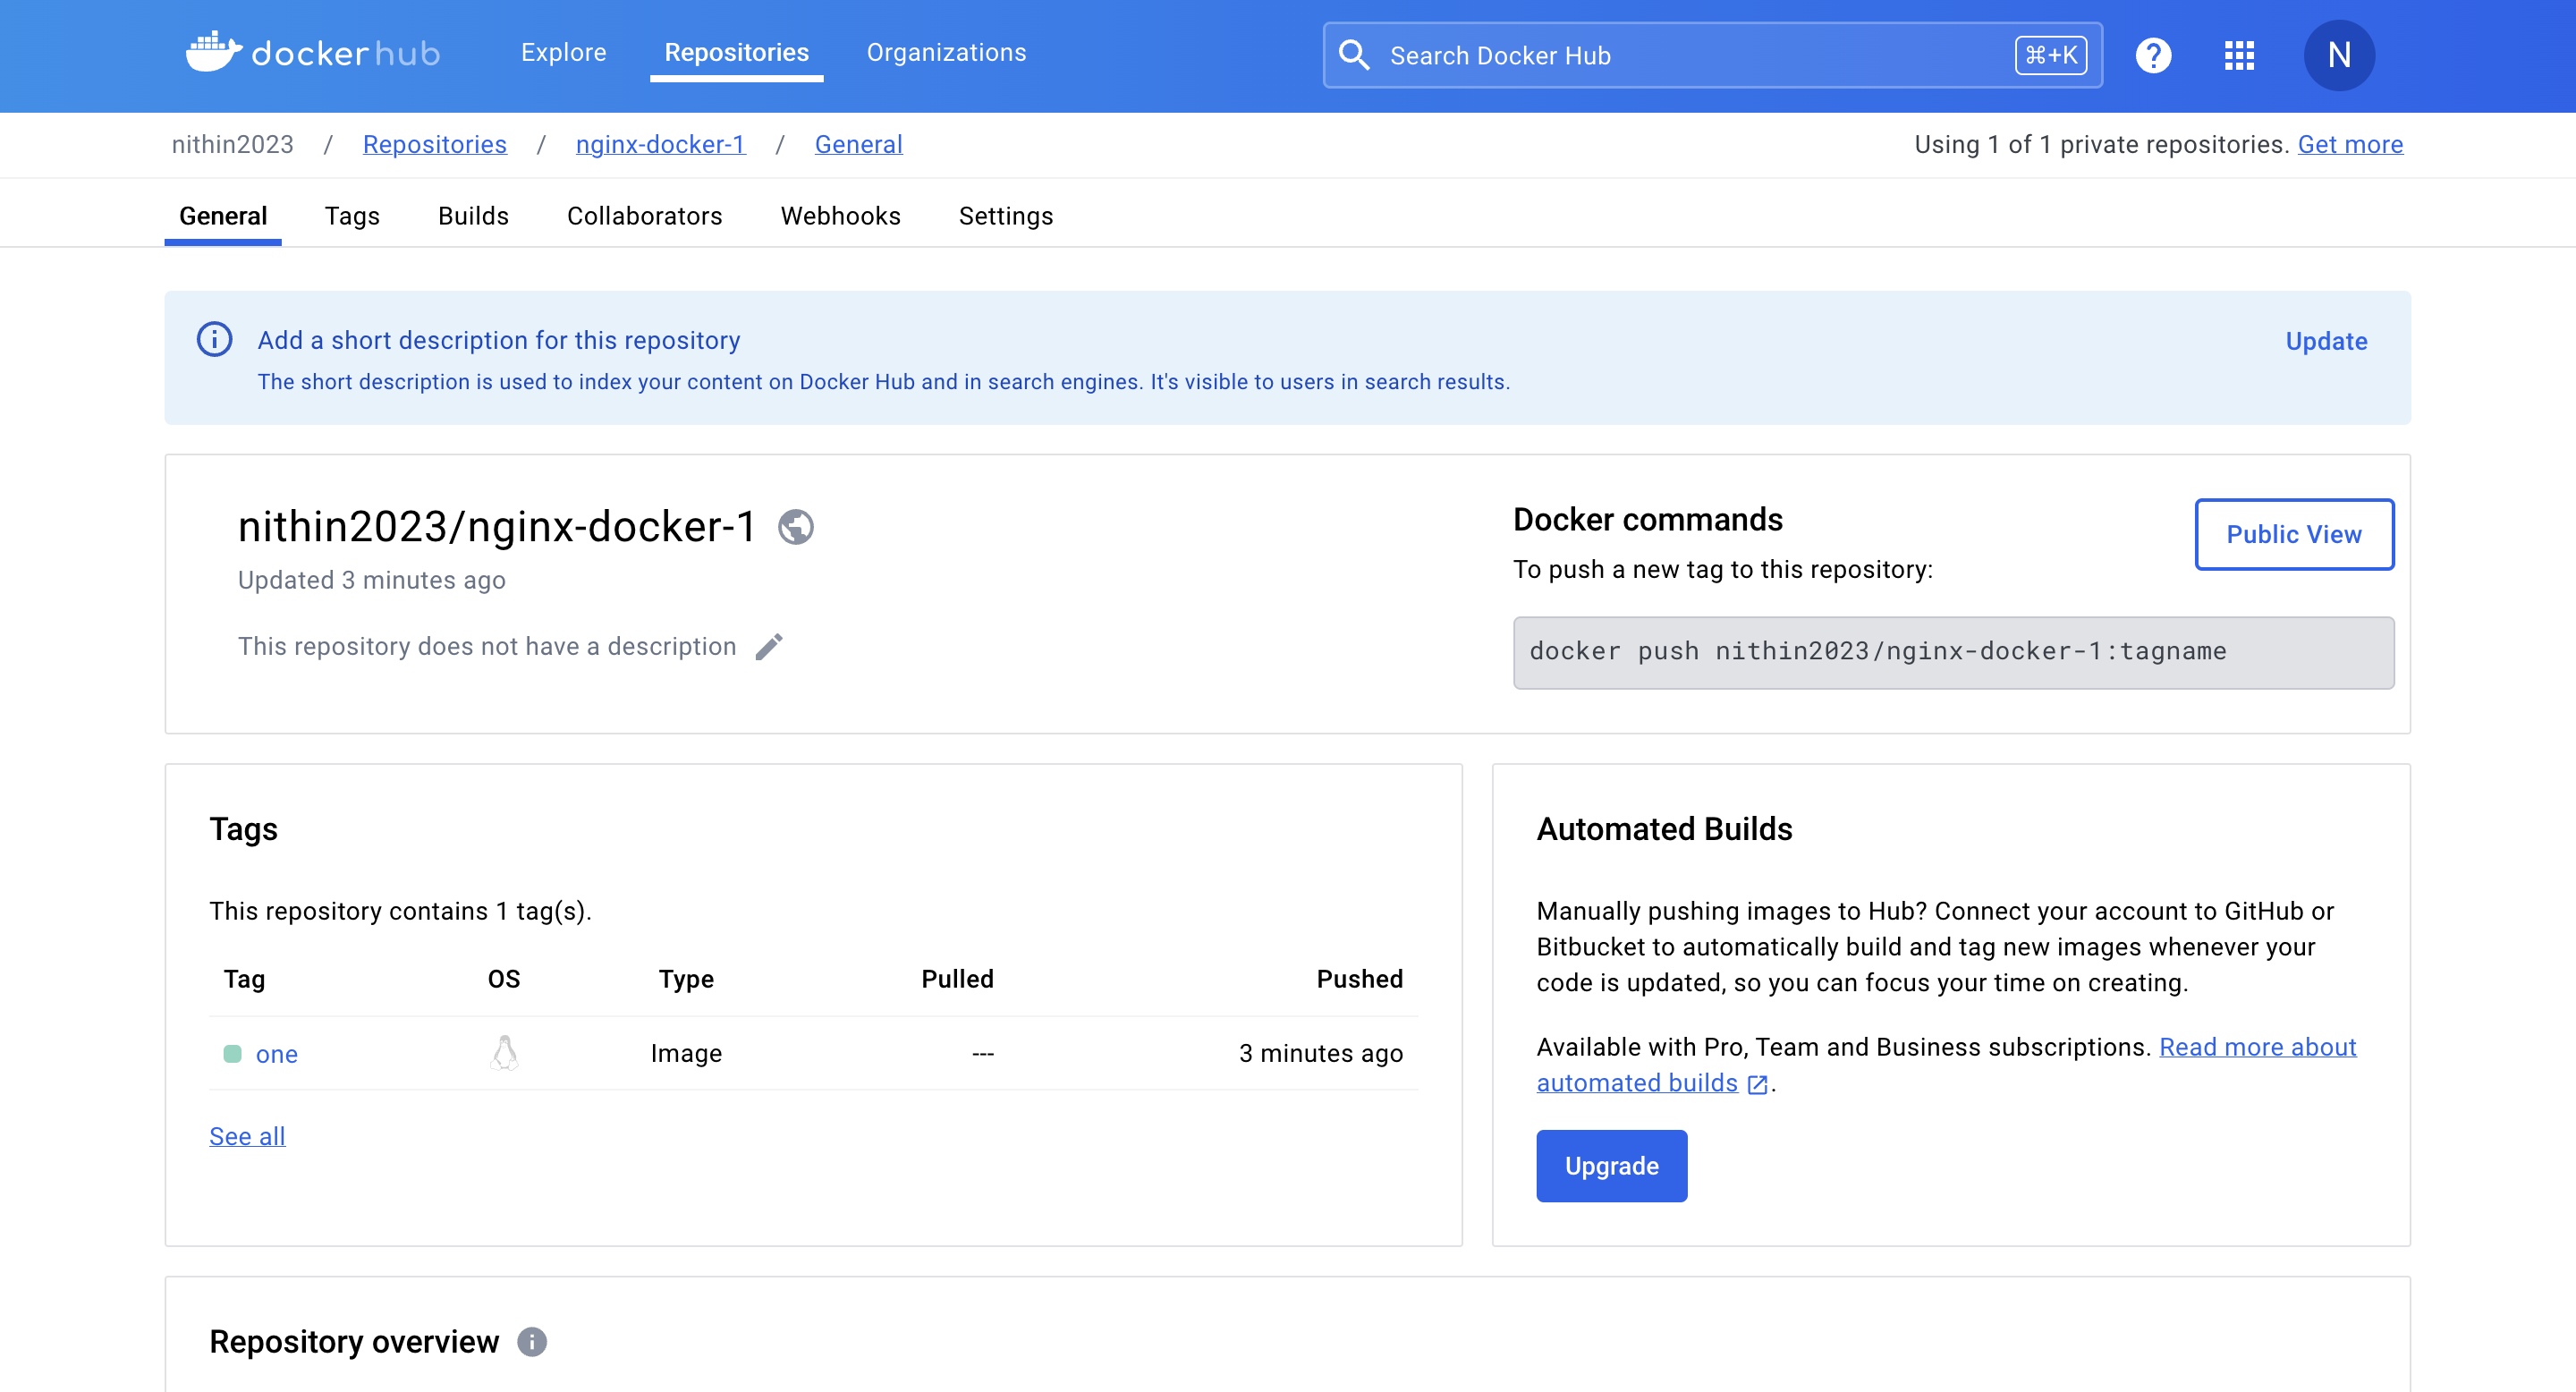 dockerhub Explore Repositories Organizations Search Docker Hub ⌘+K N
nithin2023 / Repositories / nginx-docker-1 / General Using 1 of 1 private repositories. Get more
General Tags Builds Collaborators Webhooks Settings
Add a short description for this repository Update
The short description is used to index your content on Docker Hub and in search engines. It's visible to users in search results.
nithin2023/nginx-docker-1
Updated 3 minutes ago
This repository does not have a description
Docker commands
Public View
To push a new tag to this repository:
docker push nithin2023/nginx-docker-1:tagname
Tags
This repository contains 1 tag(s).
Tag OS Type Pulled Pushed
one Image --- 3 minutes ago
See all
Automated Builds
Manually pushing images to Hub? Connect your account to GitHub or
Bitbucket to automatically build and tag new images whenever your
code is updated, so you can focus your time on creating.
Available with Pro, Team and Business subscriptions. Read more about
automated builds.
Upgrade
Repository overview